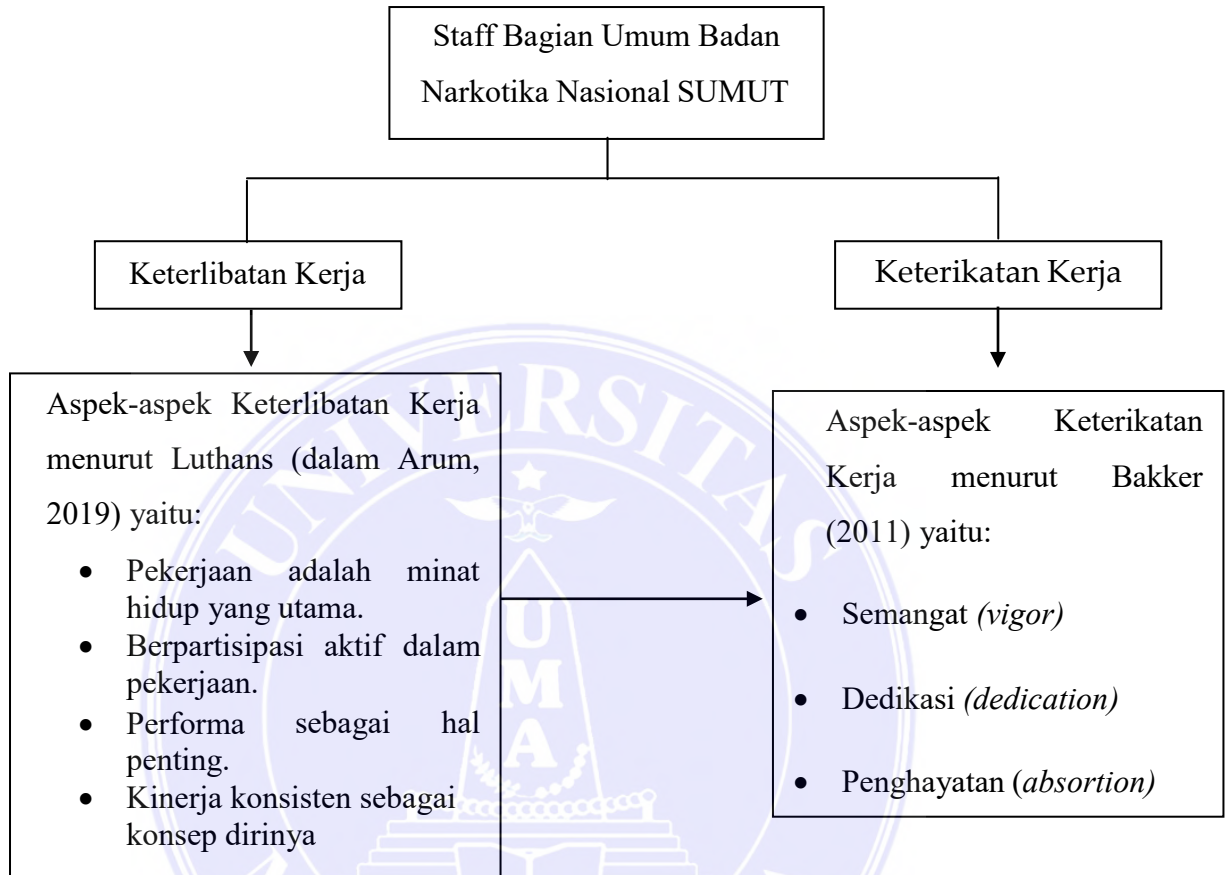 Staff Bagian Umum Badan
Narkotika Nasional SUMUT
Keterlibatan Kerja
Keterikatan Kerja
Aspek-aspek Keterlibatan Kerja
menurut Luthans (dalam Arum,
2019) yaitu:
• Pekerjaan adalah minat
hidup yang utama.
• Berpartisipasi aktif dalam
pekerjaan.
• Performa sebagai hal
penting.
• Kinerja konsisten sebagai
konsep dirinya
Aspek-aspek Keterikatan
Kerja menurut Bakker
(2011) yaitu:
• Semangat (vigor)
• Dedikasi (dedication)
• Penghayatan (absortion)
UNIVERSITAS
UMA